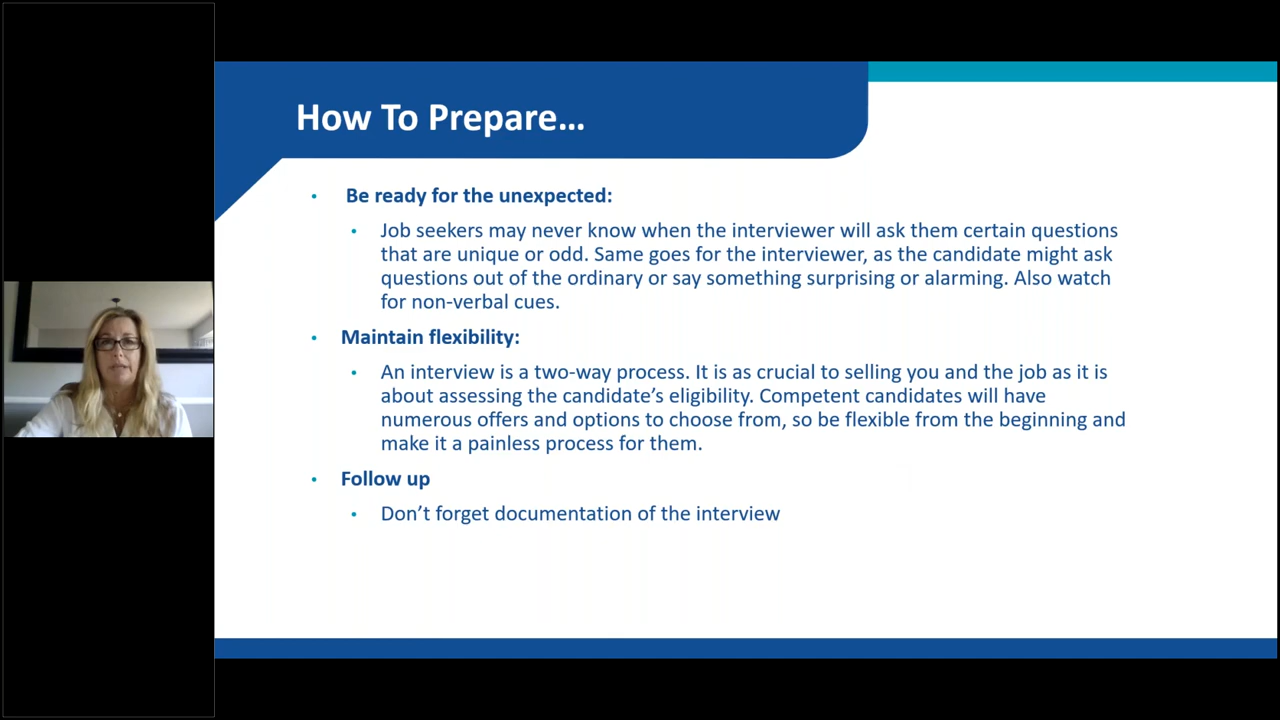 How To Prepare...
Be ready for the unexpected:
Job seekers may never know when the interviewer will ask them certain questions
that are unique or odd. Same goes for the interviewer, as the candidate might ask
questions out of the ordinary or say something surprising or alarming. Also watch
for non-verbal cues.
Maintain flexibility:
An interview is a two-way process. It is as crucial to selling you and the job as it is
about assessing the candidate’s eligibility. Competent candidates will have
numerous offers and options to choose from, so be flexible from the beginning and
make it a painless process for them.
Follow up
Don’t forget documentation of the interview